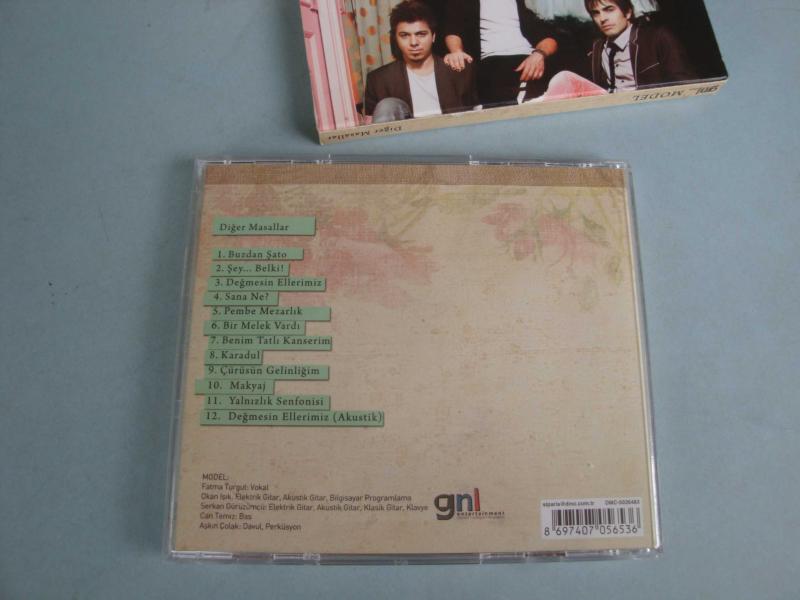 Diğer Masallar
gnl MODEL
Diğer Masallar
1. Buzdan Şato
2. Şey... Belki!
3. Değmesin Ellerimiz
4. Sana Ne?
5. Pembe Mezarlık
6. Bir Melek Vardı
7. Benim Tatlı Kanserim
8. Karadul
9. Çürüsün Gelinliğim
10. Makyaj
11. Yalnızlık Senfonisi
12. Değmesin Ellerimiz (Akustik)
MODEL:
Fatma Turgut: Vokal
Okan Işık, Elektrik Gitar, Akustik Gitar, Bilgisayar Programlama
Serkan Gürüzümcü: Elektrik Gitar, Akustik Gitar, Klasik Gitar, Klavye
Can Temiz: Bas
Aşkın Çolak: Davul, Perküsyon
gnl
entertainment
siparis@dmc.com.tr
8 697407 056536